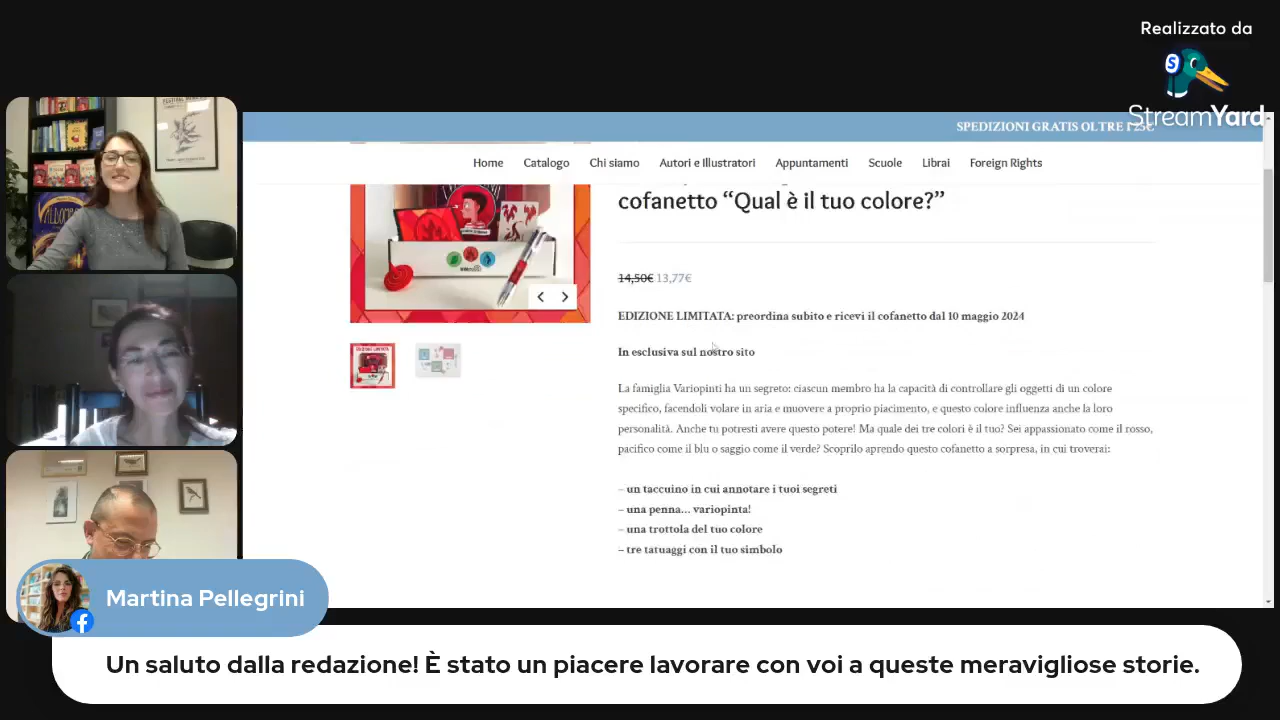 Realizzato da
StreamYard
SPEDIZIONI GRATIS OLTRE I 25€
Home Catalogo Chi siamo Autori e Illustratori Appuntamenti Scuole Librai Foreign Rights
cofanetto “Qual è il tuo colore?”
14,50€ 13,77€
EDIZIONE LIMITATA: preordina subito e ricevi il cofanetto dal 10 maggio 2024
In esclusiva sul nostro sito
La famiglia Variopinti ha un segreto: ciascun membro ha la capacità di controllare gli oggetti di un colore
specifico, facendoli volare in aria e muovere a proprio piacimento, e questo colore influenza anche la loro
personalità. Anche tu potresti avere questo potere! Ma quale dei tre colori è il tuo? Sei appassionato come il rosso,
pacifico come il blu o saggio come il verde? Scoprilo aprendo questo cofanetto a sorpresa, in cui troverai:
– un taccuino in cui annotare i tuoi segreti
– una penna... variopinta!
– una trottola del tuo colore
– tre tatuaggi con il tuo simbolo
Martina Pellegrini
Un saluto dalla redazione! È stato un piacere lavorare con voi a queste meravigliose storie.